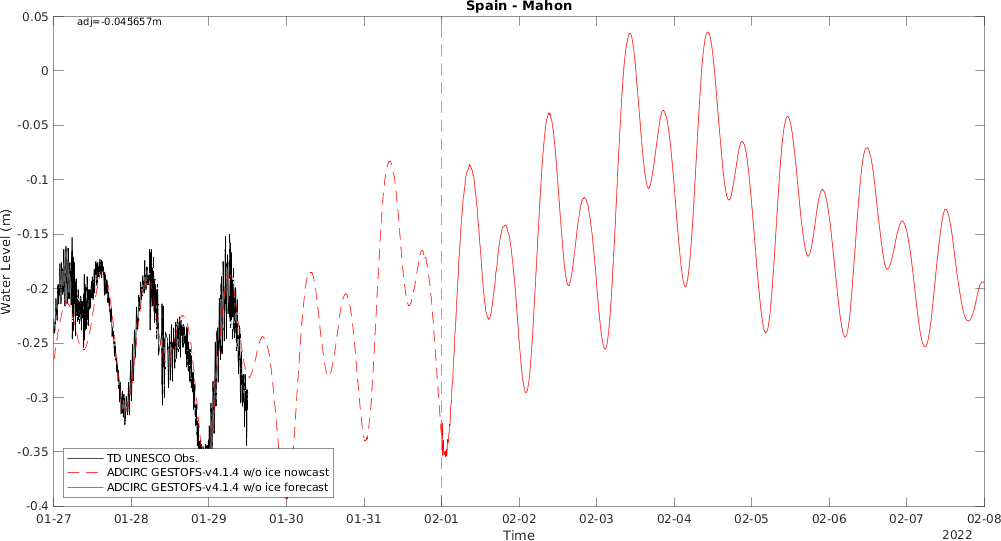 Spain - Mahon
adj=-0.045657m
0.05
0
-0.05
-0.1
-0.15
-0.2
-0.25
-0.3
-0.35
-0.4
Water Level (m)
TD UNESCO Obs.
ADCIRC GESTOFS-v4.1.4 w/o ice nowcast
ADCIRC GESTOFS-v4.1.4 w/o ice forecast
01-27 01-28 01-29 01-30 01-31 02-01 02-02 02-03 02-04 02-05 02-06 02-07 02-08
Time
2022